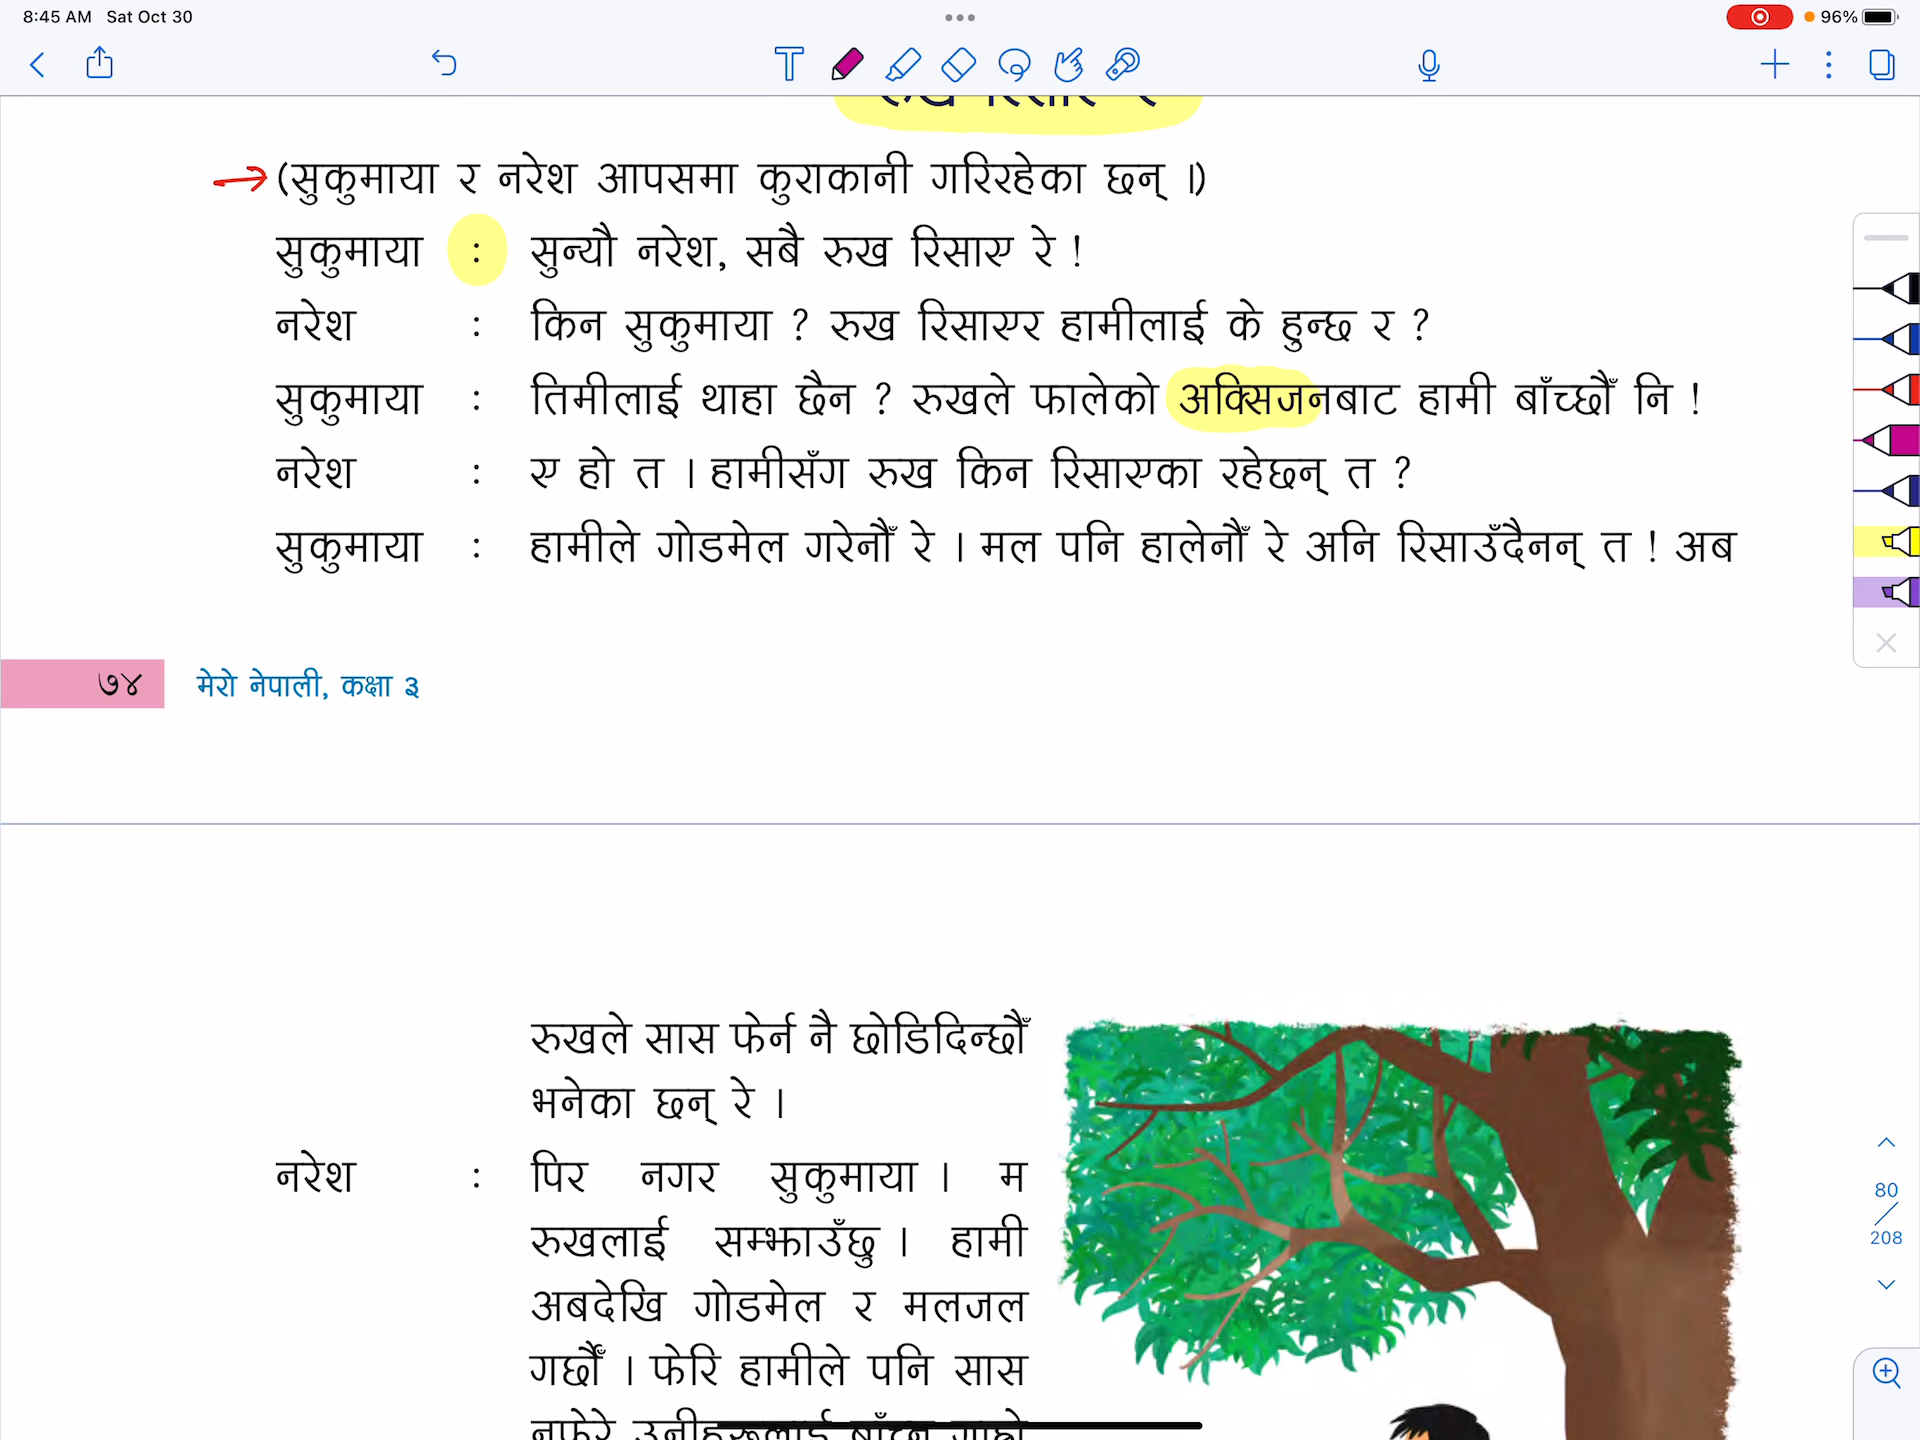 8:45 AM Sat Oct 30
96%
(सुकुमाया र नरेश आपसमा कुराकानी गरिरहेका छन् ।)
सुकुमाया : सुन्यौ नरेश, सबै रुख रिसाए रे !
नरेश : किन सुकुमाया ? रुख रिसाएर हामीलाई के हुन्छ र ?
सुकुमाया : तिमीलाई थाहा छैन ? रुखले फालेको अक्सिजनबाट हामी बाँच्छौँ नि !
नरेश : ए हो त । हामीसँग रुख किन रिसाएका रहेछन् त ?
सुकुमाया : हामीले गोडमेल गरेनौँ रे । मल पनि हालेनौँ रे अनि रिसाउँदैनन् त ! अब
७४ मेरो नेपाली, कक्षा ३
रुखले सास फेर्न नै छोडिदिन्छौँ
भनेका छन् रे ।
नरेश : पिर नगर सुकुमाया । म
रुखलाई सम्झाउँछु । हामी
अबदेखि गोडमेल र मलजल
गर्छौँ । फेरि हामीले पनि सास
80
208